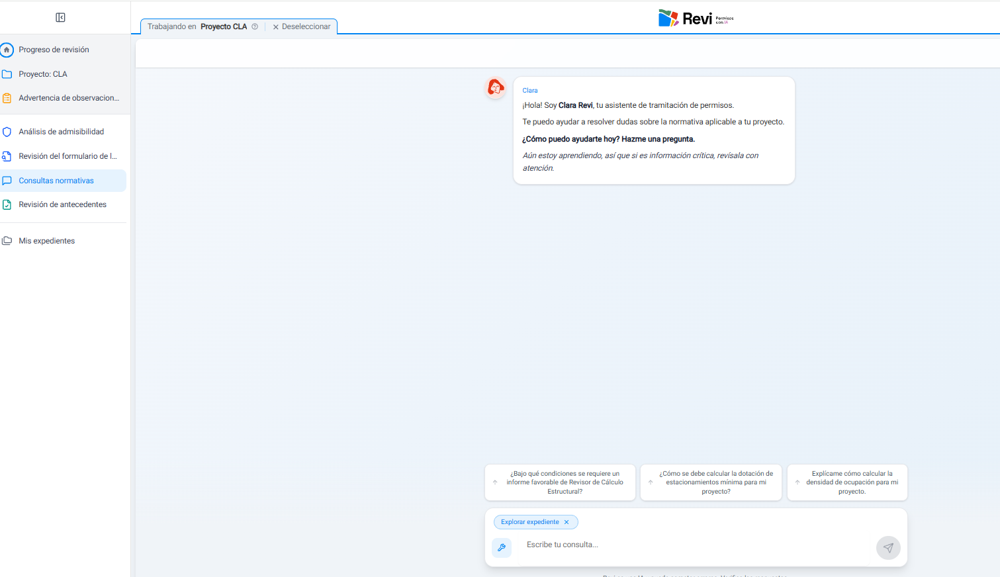 Trabajando en Proyecto CLA
Deseleccionar
Revi Permisos
con IA
Progreso de revisión
Proyecto: CLA
Advertencia de observacion...
Análisis de admisibilidad
Revisión del formulario de l...
Consultas normativas
Revisión de antecedentes
Mis expedientes
Clara
¡Hola! Soy Clara Revi, tu asistente de tramitación de permisos.
Te puedo ayudar a resolver dudas sobre la normativa aplicable a tu proyecto.
¿Cómo puedo ayudarte hoy? Hazme una pregunta.
Aún estoy aprendiendo, así que si es información crítica, revísala con
atención.
¿Bajo qué condiciones se requiere un
informe favorable de Revisor de Cálculo
Estructural?
¿Cómo se debe calcular la dotación de
estacionamientos mínima para mi
proyecto?
Explícame cómo calcular la
densidad de ocupación para mi
proyecto.
Explorar expediente
Escribe tu consulta...